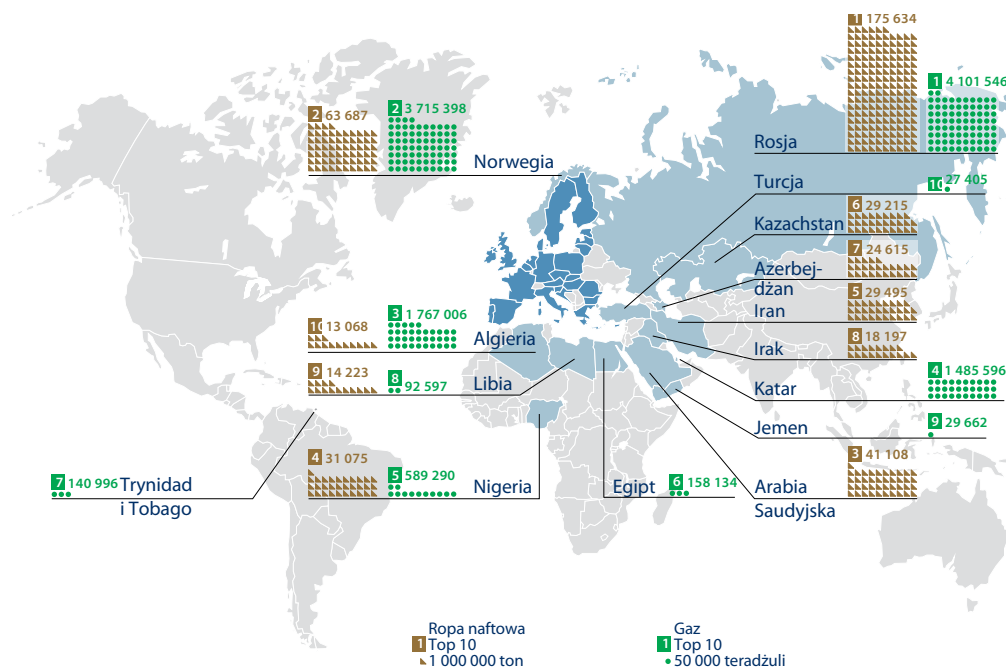 1 175 634
1 4 101 546
Rosja
2 63 687
2 3 715 398
Norwegia
Turcja
10 27 405
Kazachstan
6 29 215
Azerbej-
dżan
7 24 615
Iran
5 29 495
10 13 068
3 1 767 006
Algieria
Irak
8 18 197
9 14 223
8 92 597
Libia
Katar
4 1 485 596
Jemen
9 29 662
4 31 075
5 589 290
Nigeria
Egipt
6 158 134
Arabia
Saudyjska
3 41 108
7 140 996
Trynidad
i Tobago
Ropa naftowa
1 Top 10
1 000 000 ton
Gaz
1 Top 10
50 000 teradżuli